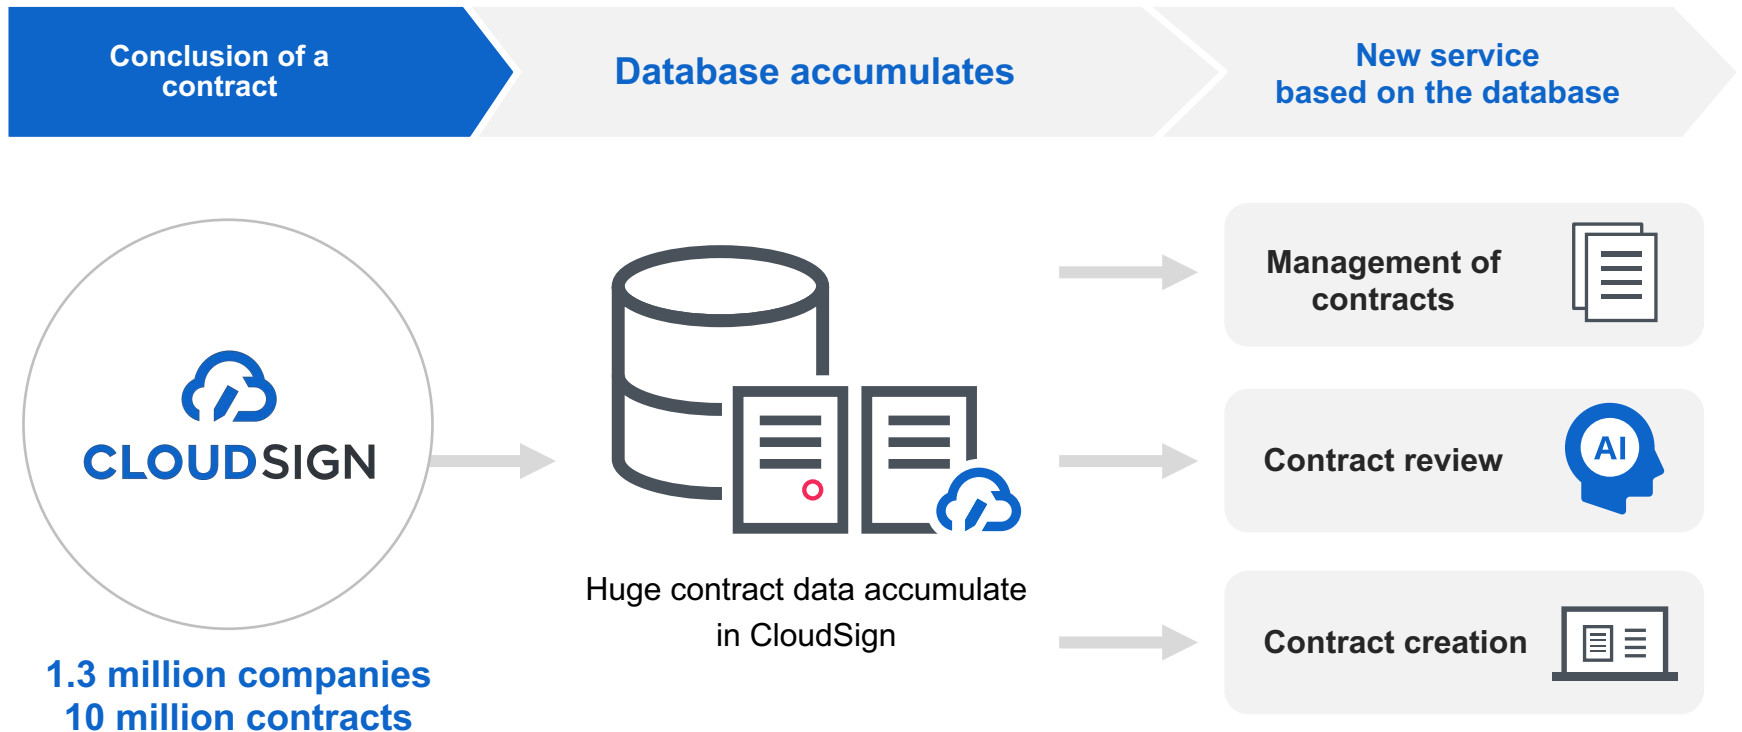 Conclusion of a
contract
Database accumulates
New service
based on the database
CLOUDSIGN
1.3 million companies
10 million contracts
Huge contract data accumulate
in CloudSign
Management of
contracts
Contract review
AI
Contract creation